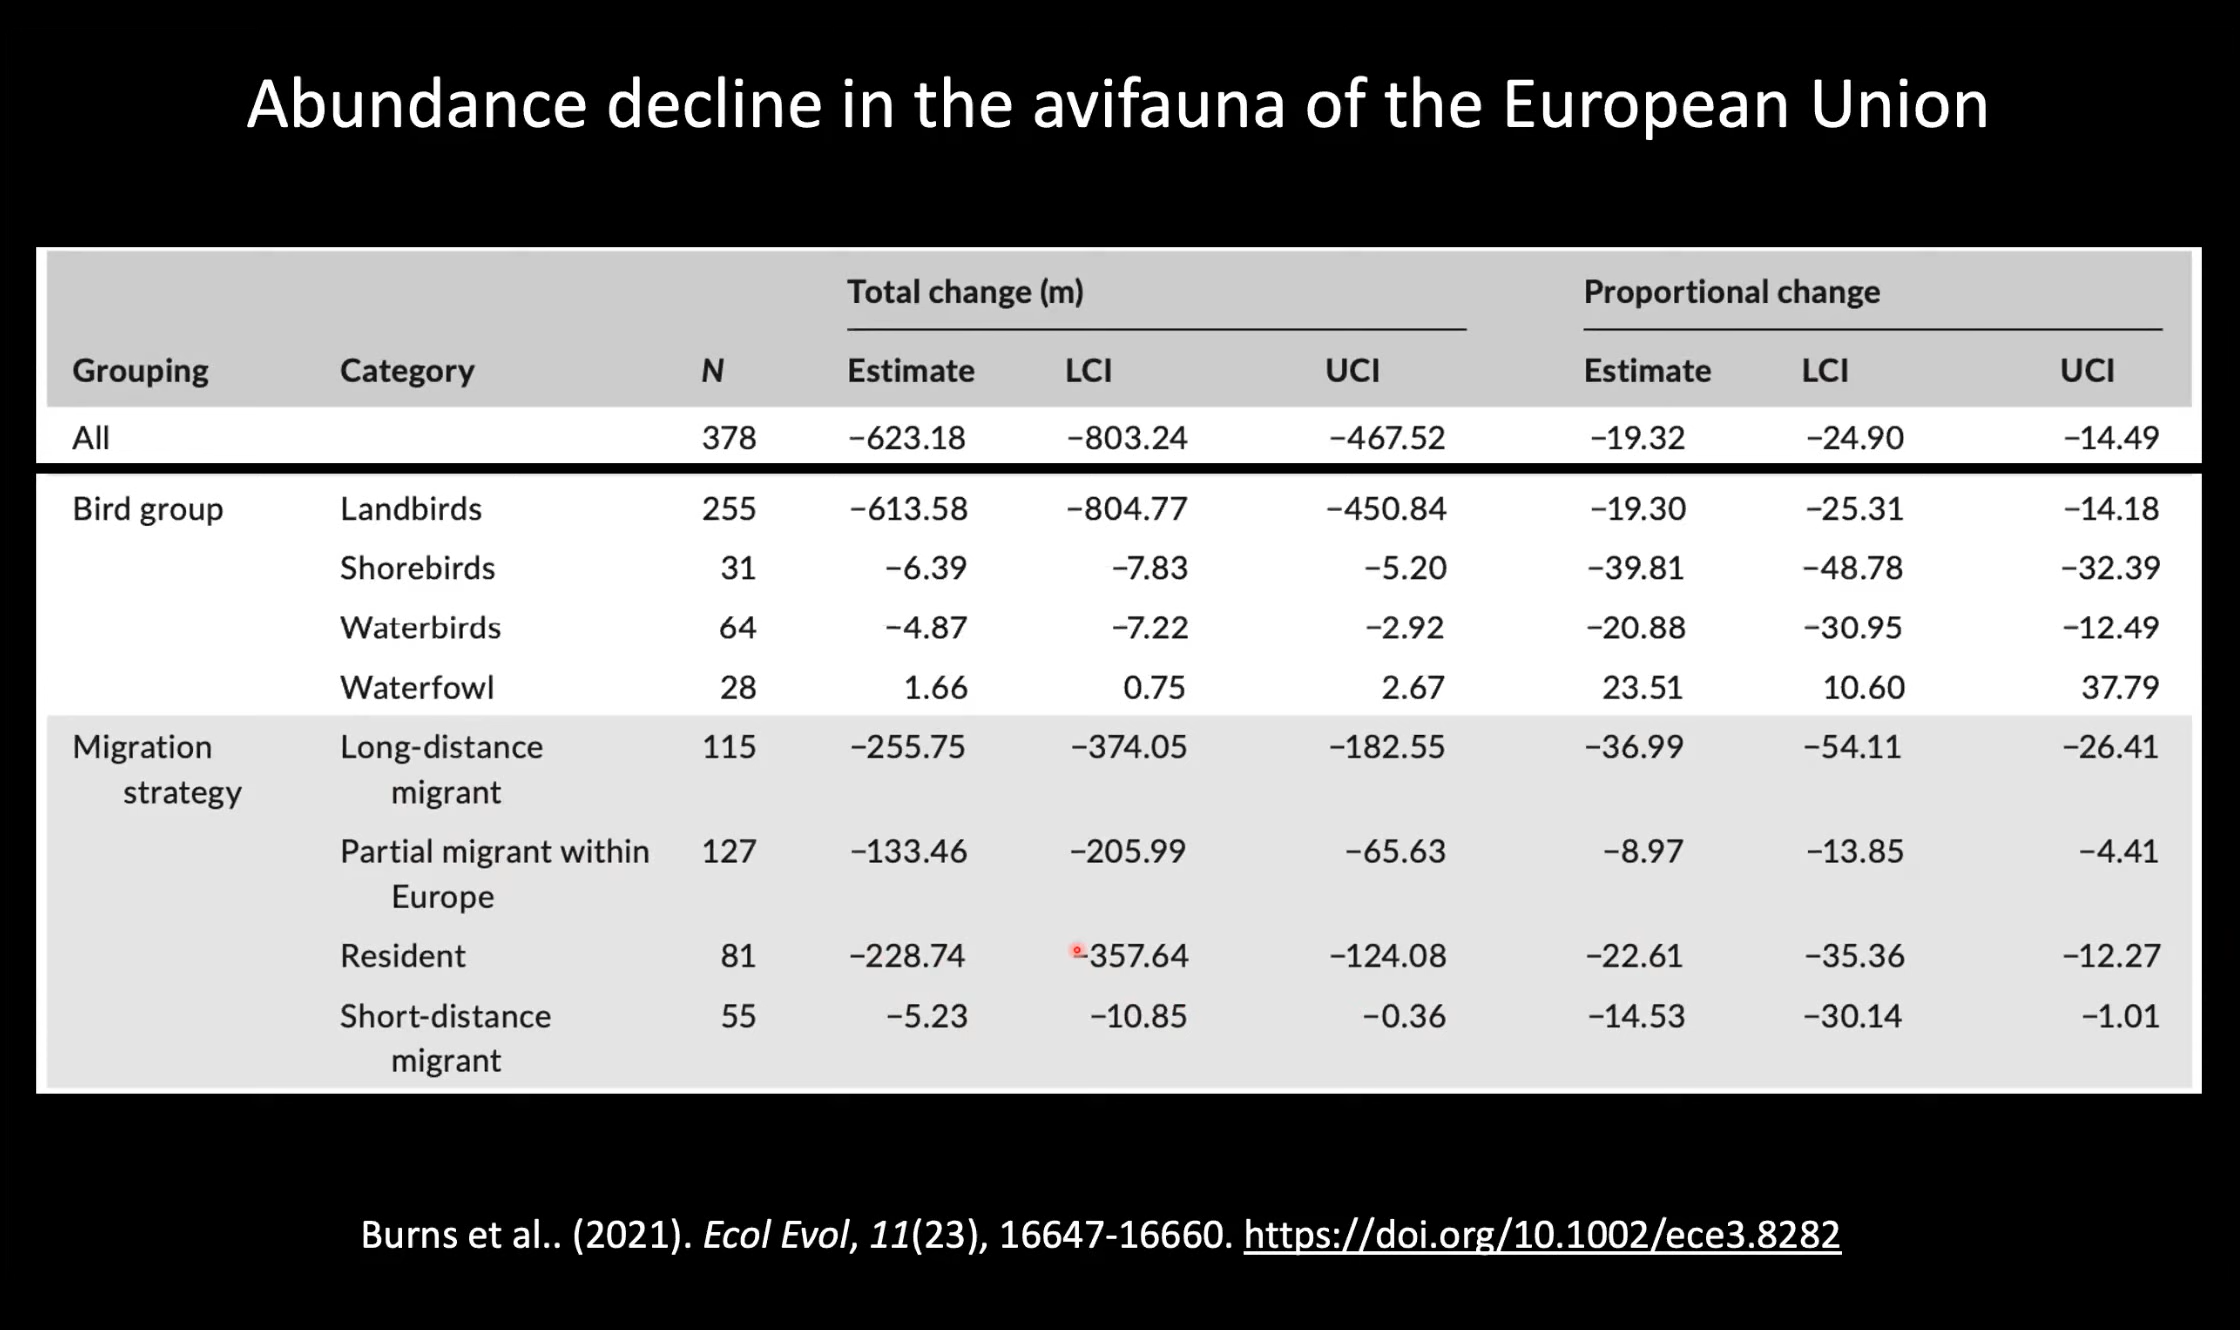 Abundance decline in the avifauna of the European Union
Total change (m) Proportional change
Grouping Category N Estimate LCI UCI Estimate LCI UCI
All 378 −623.18 −803.24 −467.52 −19.32 −24.90 −14.49
Bird group Landbirds 255 −613.58 −804.77 −450.84 −19.30 −25.31 −14.18
Shorebirds 31 −6.39 −7.83 −5.20 −39.81 −48.78 −32.39
Waterbirds 64 −4.87 −7.22 −2.92 −20.88 −30.95 −12.49
Waterfowl 28 1.66 0.75 2.67 23.51 10.60 37.79
Migration Long-distance 115 −255.75 −374.05 −182.55 −36.99 −54.11 −26.41
strategy migrant
Partial migrant within 127 −133.46 −205.99 −65.63 −8.97 −13.85 −4.41
Europe
Resident 81 −228.74 −357.64 −124.08 −22.61 −35.36 −12.27
Short-distance 55 −5.23 −10.85 −0.36 −14.53 −30.14 −1.01
migrant
Burns et al.. (2021). Ecol Evol, 11(23), 16647-16660. https://doi.org/10.1002/ece3.8282